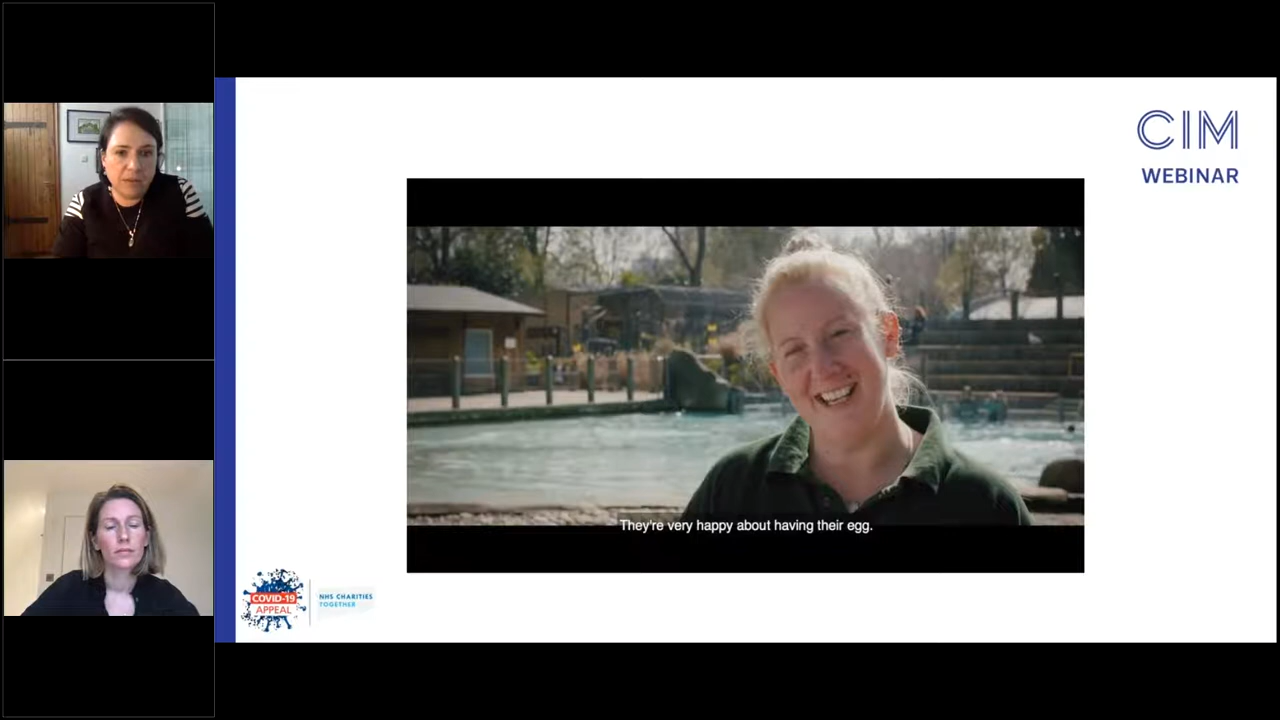 CIM
WEBINAR
They're very happy about having their egg.
COVID-19
APPEAL
NHS CHARITIES
TOGETHER